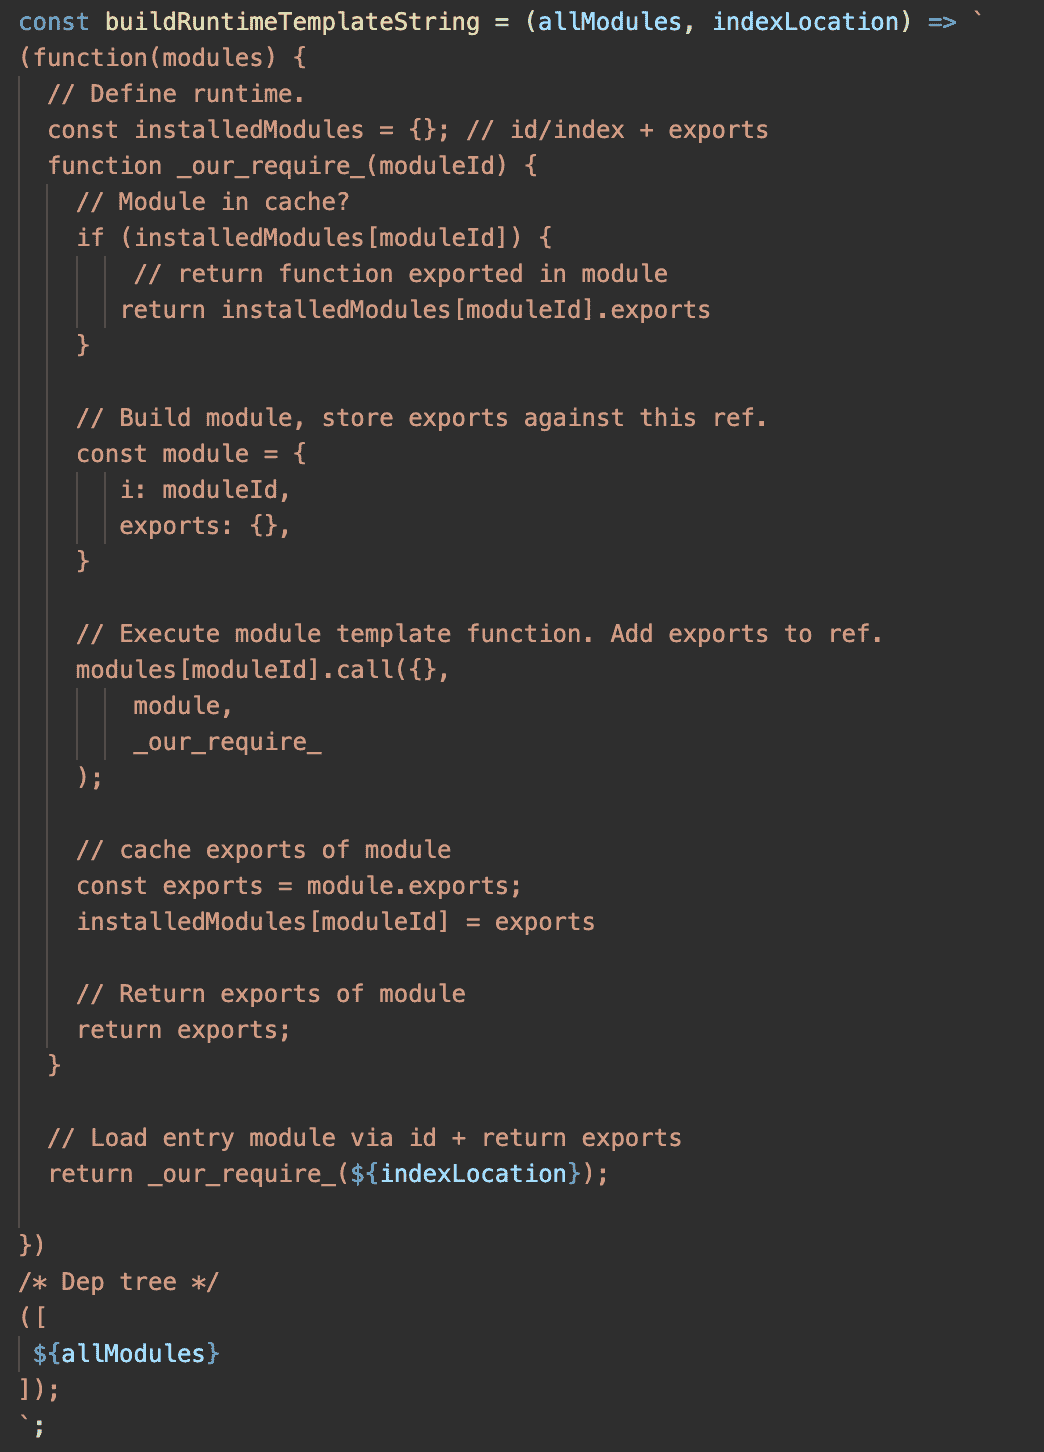 const buildRuntimeTemplateString = (allModules, indexLocation) => `
(function(modules) {
  // Define runtime.
  const installedModules = {}; // id/index + exports
  function _our_require_(moduleId) {
    // Module in cache?
    if (installedModules[moduleId]) {
        // return function exported in module
       return installedModules[moduleId].exports
    }

    // Build module, store exports against this ref.
    const module = {
       i: moduleId,
       exports: {},
    }

    // Execute module template function. Add exports to ref.
    modules[moduleId].call({},
        module,
        _our_require_
    );

    // cache exports of module
    const exports = module.exports;
    installedModules[moduleId] = exports

    // Return exports of module
    return exports;
  }

  // Load entry module via id + return exports
  return _our_require_(${indexLocation});

})
/* Dep tree */
([
 ${allModules}
]);
`;